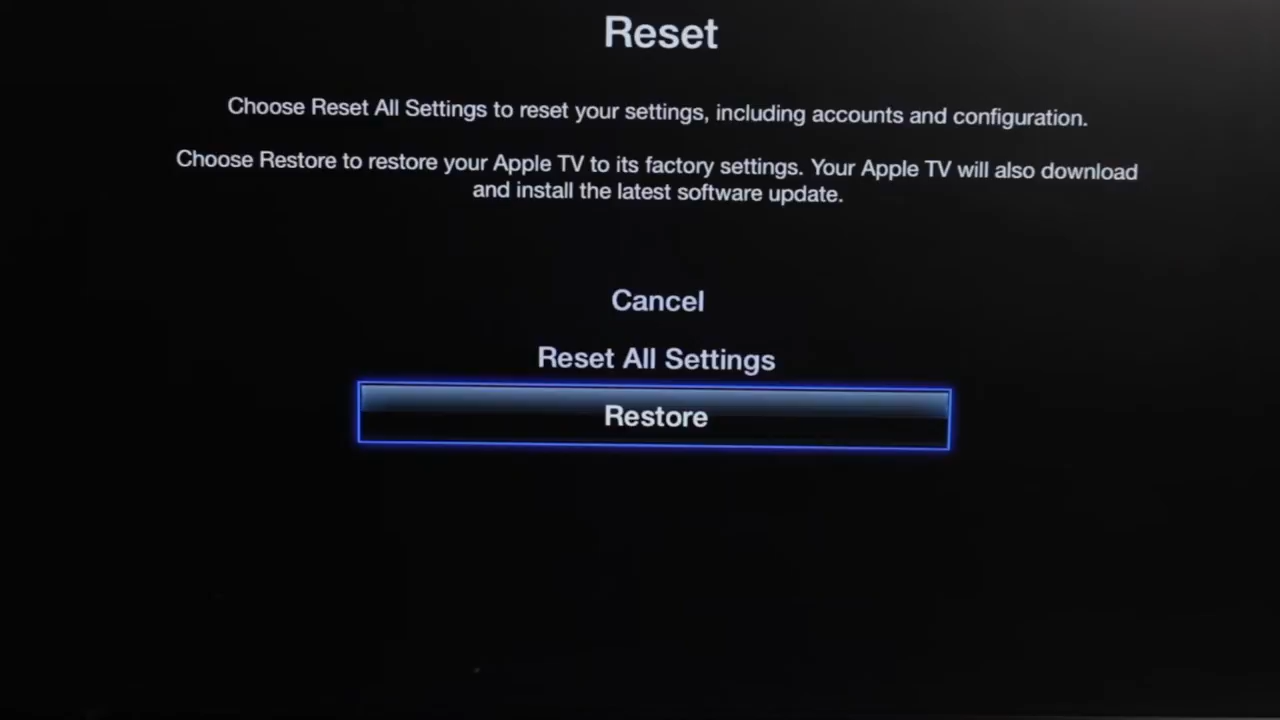 Reset
Choose Reset All Settings to reset your settings, including accounts and configuration.
Choose Restore to restore your Apple TV to its factory settings. Your Apple TV will also download
and install the latest software update.
Cancel
Reset All Settings
Restore